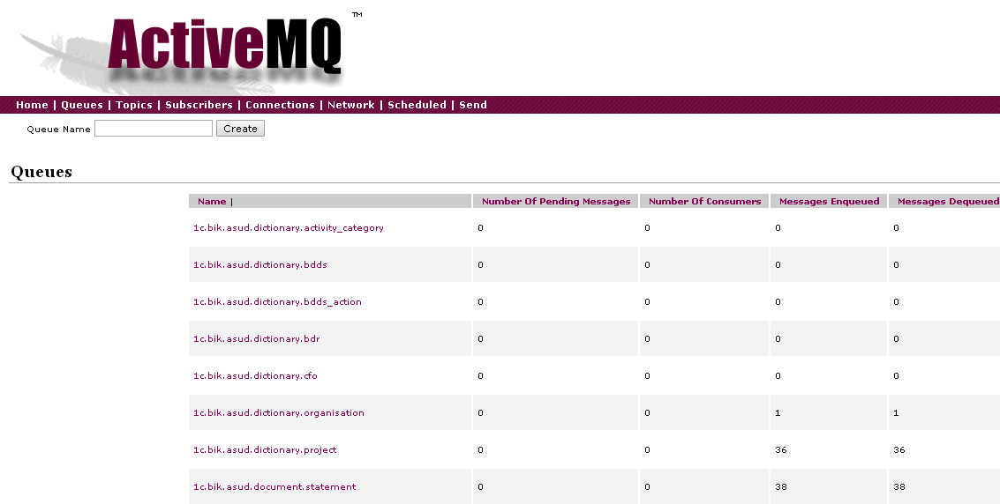 ActiveMQ ™
Home | Queues | Topics | Subscribers | Connections | Network | Scheduled | Send
Queue Name Create
Queues
Name | Number Of Pending Messages Number Of Consumers Messages Enqueued Messages Dequeued
1c.bik.asud.dictionary.activity_category 0 0 0 0
1c.bik.asud.dictionary.bdds 0 0 0 0
1c.bik.asud.dictionary.bdds_action 0 0 0 0
1c.bik.asud.dictionary.bdr 0 0 0 0
1c.bik.asud.dictionary.cfo 0 0 0 0
1c.bik.asud.dictionary.organisation 0 0 1 1
1c.bik.asud.dictionary.project 0 0 36 36
1c.bik.asud.document.statement 0 0 38 38